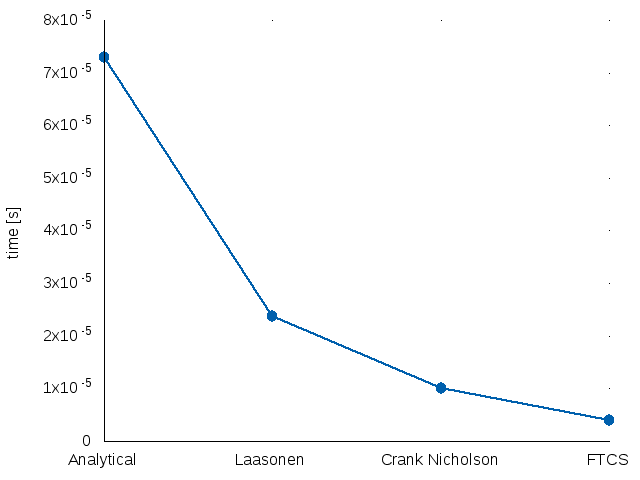 8x10⁻⁵
7x10⁻⁵
6x10⁻⁵
5x10⁻⁵
4x10⁻⁵
3x10⁻⁵
2x10⁻⁵
1x10⁻⁵
0
time [s]
Analytical Laasonen Crank Nicholson FTCS